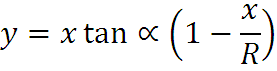 y = x tan ∝ (1 − x/R)